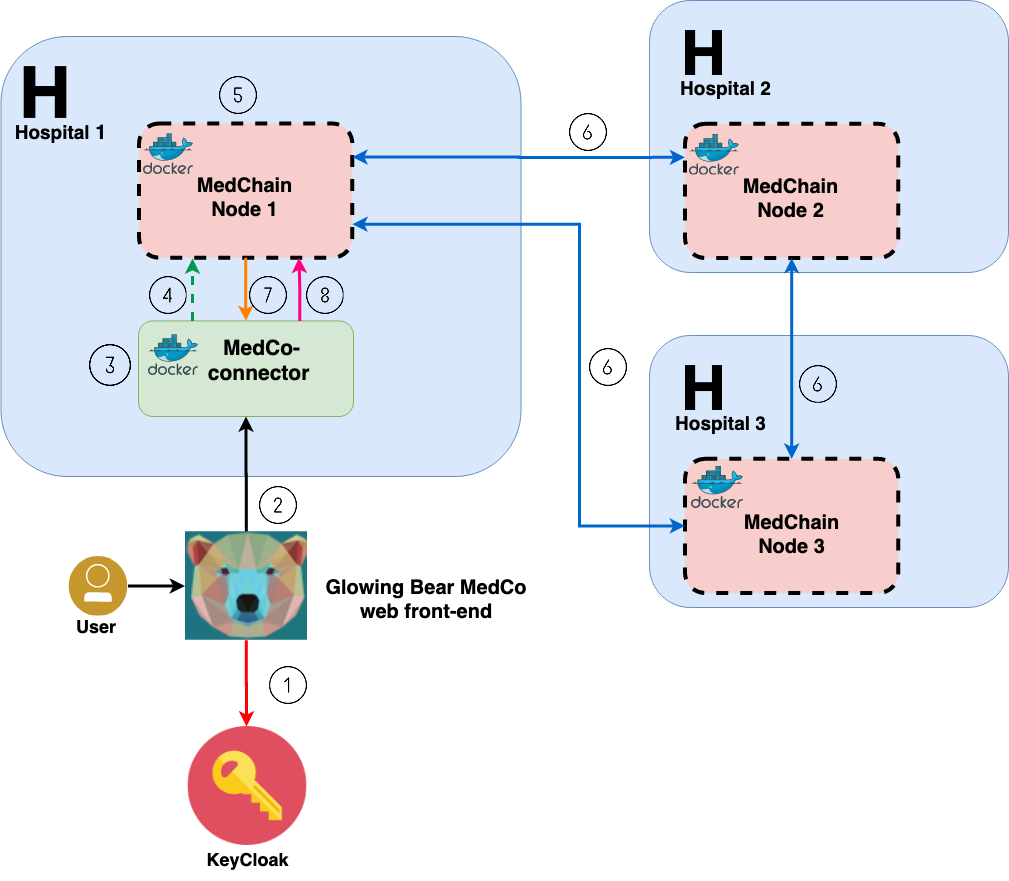 H
Hospital 1
5
docker
MedChain
Node 1
6
H
Hospital 2
docker
MedChain
Node 2
4
7
8
3
docker
MedCo-
connector
6
H
Hospital 3
6
docker
MedChain
Node 3
2
User
Glowing Bear MedCo
web front-end
1
KeyCloak